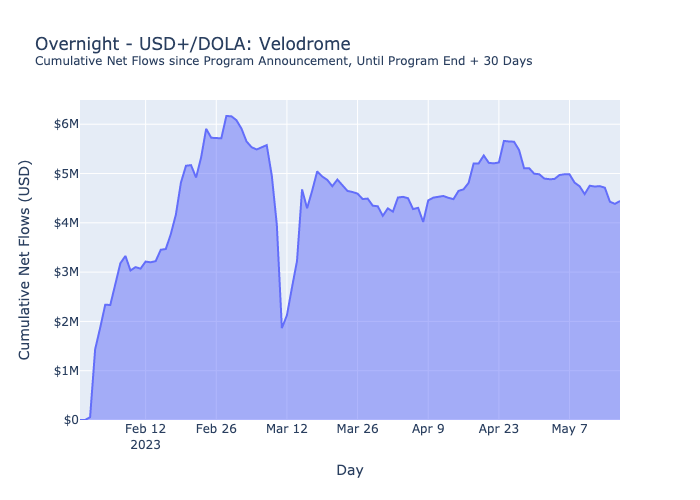 Overnight - USD+/DOLA: Velodrome
Cumulative Net Flows since Program Announcement, Until Program End + 30 Days
Cumulative Net Flows (USD)
$6M
$5M
$4M
$3M
$2M
$1M
$0
Feb 12 Feb 26 Mar 12 Mar 26 Apr 9 Apr 23 May 7
2023
Day